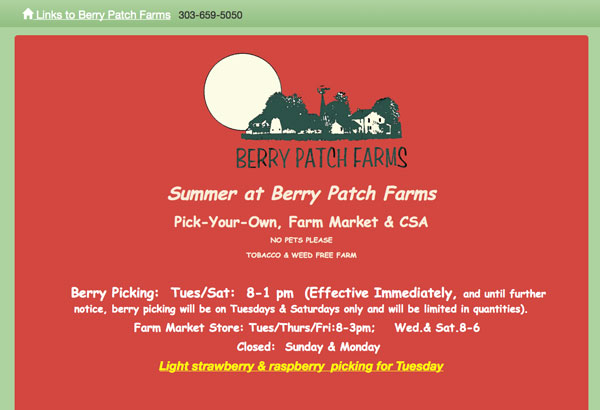 Links to Berry Patch Farms 303-659-5050
BERRY PATCH FARMS
Summer at Berry Patch Farms
Pick-Your-Own, Farm Market & CSA
NO PETS PLEASE
TOBACCO & WEED FREE FARM
Berry Picking: Tues/Sat: 8-1 pm (Effective Immediately, and until further
notice, berry picking will be on Tuesdays & Saturdays only and will be limited in quantities).
Farm Market Store: Tues/Thurs/Fri:8-3pm; Wed.& Sat.8-6
Closed: Sunday & Monday
Light strawberry & raspberry picking for Tuesday